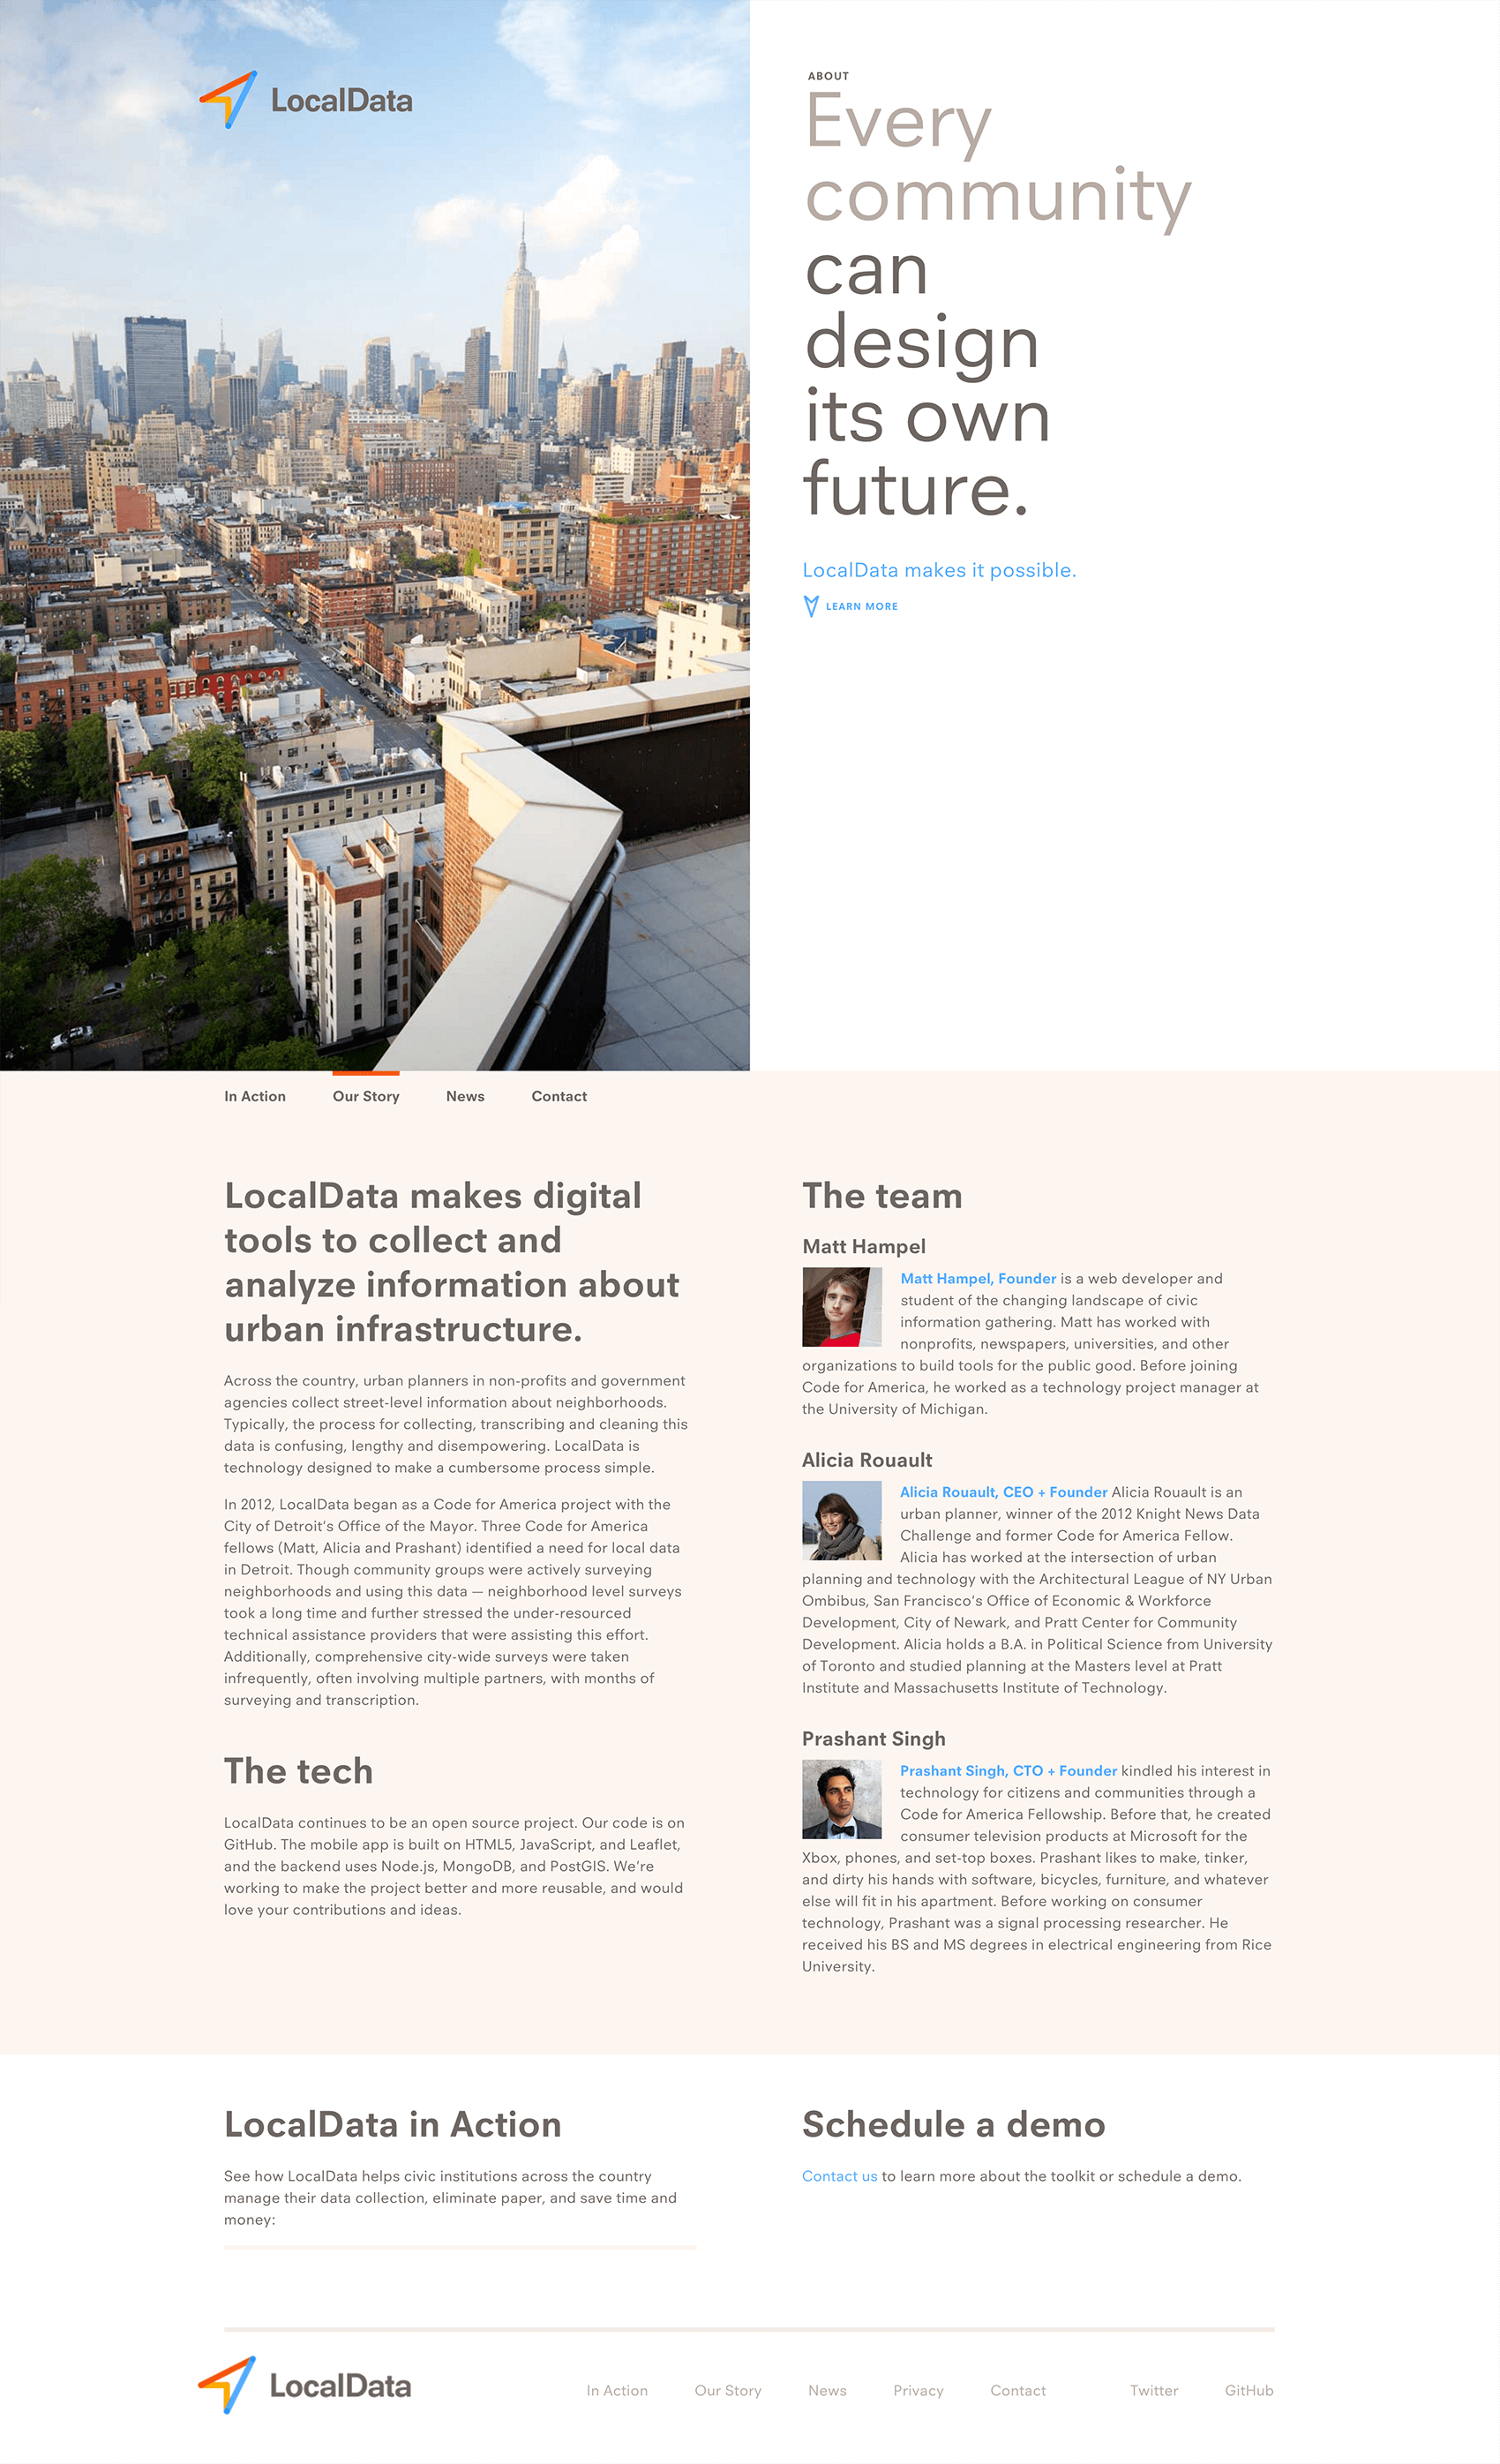 LocalData
ABOUT
Every
community
can
design
its own
future.
LocalData makes it possible.
LEARN MORE
In Action Our Story News Contact
LocalData makes digital
tools to collect and
analyze information about
urban infrastructure.
Across the country, urban planners in non-profits and government
agencies collect street-level information about neighborhoods.
Typically, the process for collecting, transcribing and cleaning this
data is confusing, lengthy and disempowering. LocalData is
technology designed to make a cumbersome process simple.
In 2012, LocalData began as a Code for America project with the
City of Detroit's Office of the Mayor. Three Code for America
fellows (Matt, Alicia and Prashant) identified a need for local data
in Detroit. Though community groups were actively surveying
neighborhoods and using this data — neighborhood level surveys
took a long time and further stressed the under-resourced
technical assistance providers that were assisting this effort.
Additionally, comprehensive city-wide surveys were taken
infrequently, often involving multiple partners, with months of
surveying and transcription.
The tech
LocalData continues to be an open source project. Our code is on
GitHub. The mobile app is built on HTML5, JavaScript, and Leaflet,
and the backend uses Node.js, MongoDB, and PostGIS. We're
working to make the project better and more reusable, and would
love your contributions and ideas.
The team
Matt Hampel
Matt Hampel, Founder is a web developer and
student of the changing landscape of civic
information gathering. Matt has worked with
nonprofits, newspapers, universities, and other
organizations to build tools for the public good. Before joining
Code for America, he worked as a technology project manager at
the University of Michigan.
Alicia Rouault
Alicia Rouault, CEO + Founder Alicia Rouault is an
urban planner, winner of the 2012 Knight News Data
Challenge and former Code for America Fellow.
Alicia has worked at the intersection of urban
planning and technology with the Architectural League of NY Urban
Ombibus, San Francisco's Office of Economic & Workforce
Development, City of Newark, and Pratt Center for Community
Development. Alicia holds a B.A. in Political Science from University
of Toronto and studied planning at the Masters level at Pratt
Institute and Massachusetts Institute of Technology.
Prashant Singh
Prashant Singh, CTO + Founder kindled his interest in
technology for citizens and communities through a
Code for America Fellowship. Before that, he created
consumer television products at Microsoft for the
Xbox, phones, and set-top boxes. Prashant likes to make, tinker,
and dirty his hands with software, bicycles, furniture, and whatever
else will fit in his apartment. Before working on consumer
technology, Prashant was a signal processing researcher. He
received his BS and MS degrees in electrical engineering from Rice
University.
LocalData in Action
See how LocalData helps civic institutions across the country
manage their data collection, eliminate paper, and save time and
money:
Schedule a demo
Contact us to learn more about the toolkit or schedule a demo.
LocalData
In Action Our Story News Privacy Contact Twitter GitHub